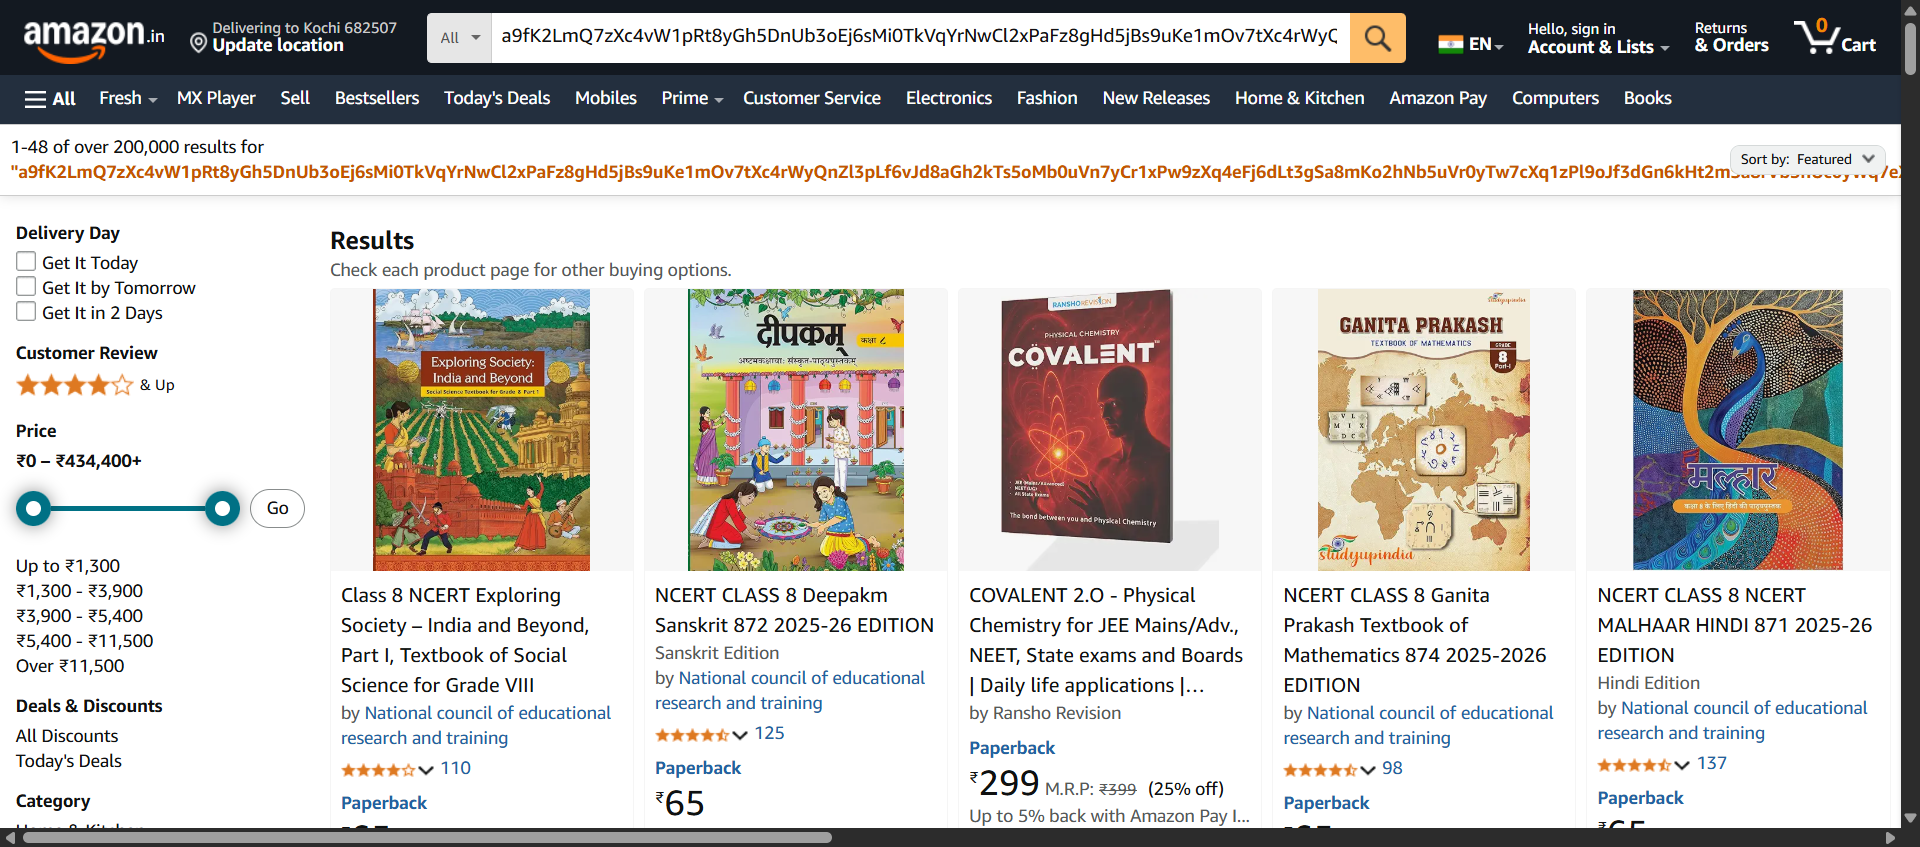 amazon.in
Delivering to Kochi 682507
Update location
All
a9fK2LmQ7zXc4vW1pRt8yGh5DnUb3oEj6sMi0TkVqYrNwCl2xPaFz8gHd5jBs9uKe1mOv7tXc4rWyQ
EN
Hello, sign in
Account & Lists
Returns
& Orders
0
Cart
All
Fresh
MX Player
Sell
Bestsellers
Today's Deals
Mobiles
Prime
Customer Service
Electronics
Fashion
New Releases
Home & Kitchen
Amazon Pay
Computers
Books
1-48 of over 200,000 results for
"a9fK2LmQ7zXc4vW1pRt8yGh5DnUb3oEj6sMi0TkVqYrNwCl2xPaFz8gHd5jBs9uKe1mOv7tXc4rWyQnZl3pLf6vJd8aGh2kTs5oMb0uVn7yCr1xPw9zXq4eFj6dLt3gSa8mKo2hNb5uVr0yTw7cXq1zPl9oJf3dGn6kHt2m
Sort by: Featured
Delivery Day
Get It Today
Get It by Tomorrow
Get It in 2 Days
Customer Review
& Up
Price
₹0 – ₹434,400+
Go
Up to ₹1,300
₹1,300 - ₹3,900
₹3,900 - ₹5,400
₹5,400 - ₹11,500
Over ₹11,500
Deals & Discounts
All Discounts
Today's Deals
Category
Results
Check each product page for other buying options.
Exploring Society:
India and Beyond
Social Science Textbook for Grade 8 Part 1
Class 8 NCERT Exploring
Society – India and Beyond,
Part I, Textbook of Social
Science for Grade VIII
by National council of educational
research and training
110
Paperback
दीपकम्
कक्षा ८
अष्टमकक्षायाः संस्कृत-पाठ्यपुस्तकम्
NCERT CLASS 8 Deepakm
Sanskrit 872 2025-26 EDITION
Sanskrit Edition
by National council of educational
research and training
125
Paperback
₹65
RANSHO REVISION
PHYSICAL CHEMISTRY
COVALENT
JEE (Mains/Advanced)
NEET(UG)
All State Exams
The bond between you and Physical Chemistry
COVALENT 2.O - Physical
Chemistry for JEE Mains/Adv.,
NEET, State exams and Boards
| Daily life applications |…
by Ransho Revision
Paperback
₹299 M.R.P: ₹399 (25% off)
Up to 5% back with Amazon Pay I...
studyupindia
GANITA PRAKASH
TEXTBOOK OF MATHEMATICS
GRADE
8
Part-I
V L
M I X
D C
studyupindia
NCERT CLASS 8 Ganita
Prakash Textbook of
Mathematics 874 2025-2026
EDITION
by National council of educational
research and training
98
Paperback
मल्हार
कक्षा 8 के लिए हिंदी की पाठ्यपुस्तक
NCERT CLASS 8 NCERT
MALHAAR HINDI 871 2025-26
EDITION
Hindi Edition
by National council of educational
research and training
137
Paperback